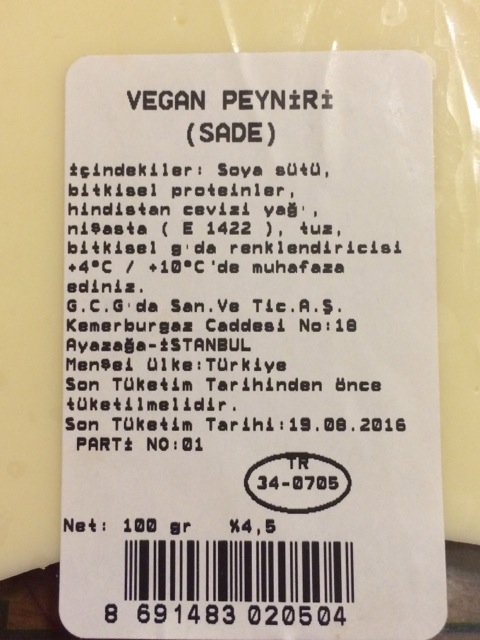 VEGAN PEYNİRİ
(SADE)
İçindekiler: Soya sütü,
bitkisel proteinler,
hindistan cevizi yağ',
nişasta ( E 1422 ), tuz,
bitkisel g'da renklendiricisi
+4°C / +10°C'de muhafaza
ediniz.
G.C.G'da San.Ve Tic.A.Ş.
Kemerburgaz Caddesi No:18
Ayazağa-İSTANBUL
Menşei Ülke:Türkiye
Son Tüketim Tarihinden önce
tüketilmelidir.
Son Tüketim Tarihi:19.08.2016
PARTİ NO:01
TR
34-0705
Net: 100 gr %4,5
8 691483 020504